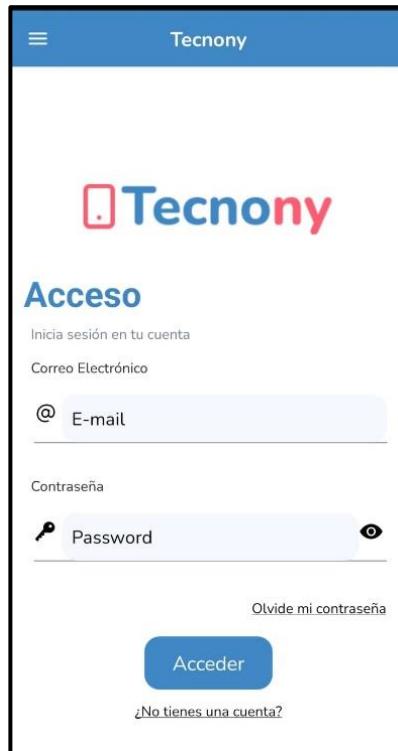 Tecnony
Tecnony
Acceso
Inicia sesión en tu cuenta
Correo Electrónico
@ E-mail
Contraseña
Password
Olvide mi contraseña
Acceder
¿No tienes una cuenta?